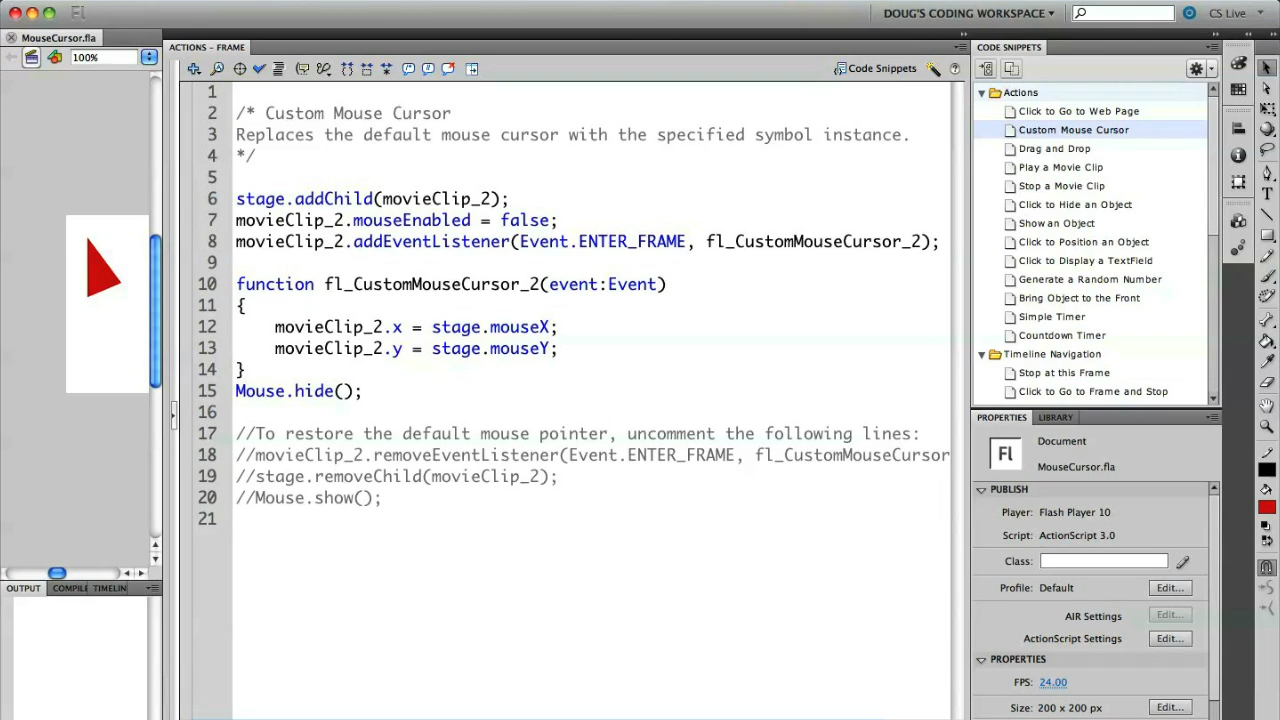 Fl
DOUG'S CODING WORKSPACE
CS Live
MouseCursor.fla
ACTIONS – FRAME
CODE SNIPPETS
100%
Code Snippets
1
2 /* Custom Mouse Cursor
3 Replaces the default mouse cursor with the specified symbol instance.
4 */
5
6 stage.addChild(movieClip_2);
7 movieClip_2.mouseEnabled = false;
8 movieClip_2.addEventListener(Event.ENTER_FRAME, fl_CustomMouseCursor_2);
9
10 function fl_CustomMouseCursor_2(event:Event)
11 {
12 movieClip_2.x = stage.mouseX;
13 movieClip_2.y = stage.mouseY;
14 }
15 Mouse.hide();
16
17 //To restore the default mouse pointer, uncomment the following lines:
18 //movieClip_2.removeEventListener(Event.ENTER_FRAME, fl_CustomMouseCursor
19 //stage.removeChild(movieClip_2);
20 //Mouse.show();
21
Actions
Click to Go to Web Page
Custom Mouse Cursor
Drag and Drop
Play a Movie Clip
Stop a Movie Clip
Click to Hide an Object
Show an Object
Click to Position an Object
Click to Display a TextField
Generate a Random Number
Bring Object to the Front
Simple Timer
Countdown Timer
Timeline Navigation
Stop at this Frame
Click to Go to Frame and Stop
PROPERTIES
LIBRARY
Fl
Document
MouseCursor.fla
PUBLISH
Player: Flash Player 10
Script: ActionScript 3.0
Class:
Profile: Default Edit...
AIR Settings Edit...
ActionScript Settings Edit...
PROPERTIES
FPS: 24.00
Size: 200 x 200 px Edit...
OUTPUT
COMPILE
TIMELIN